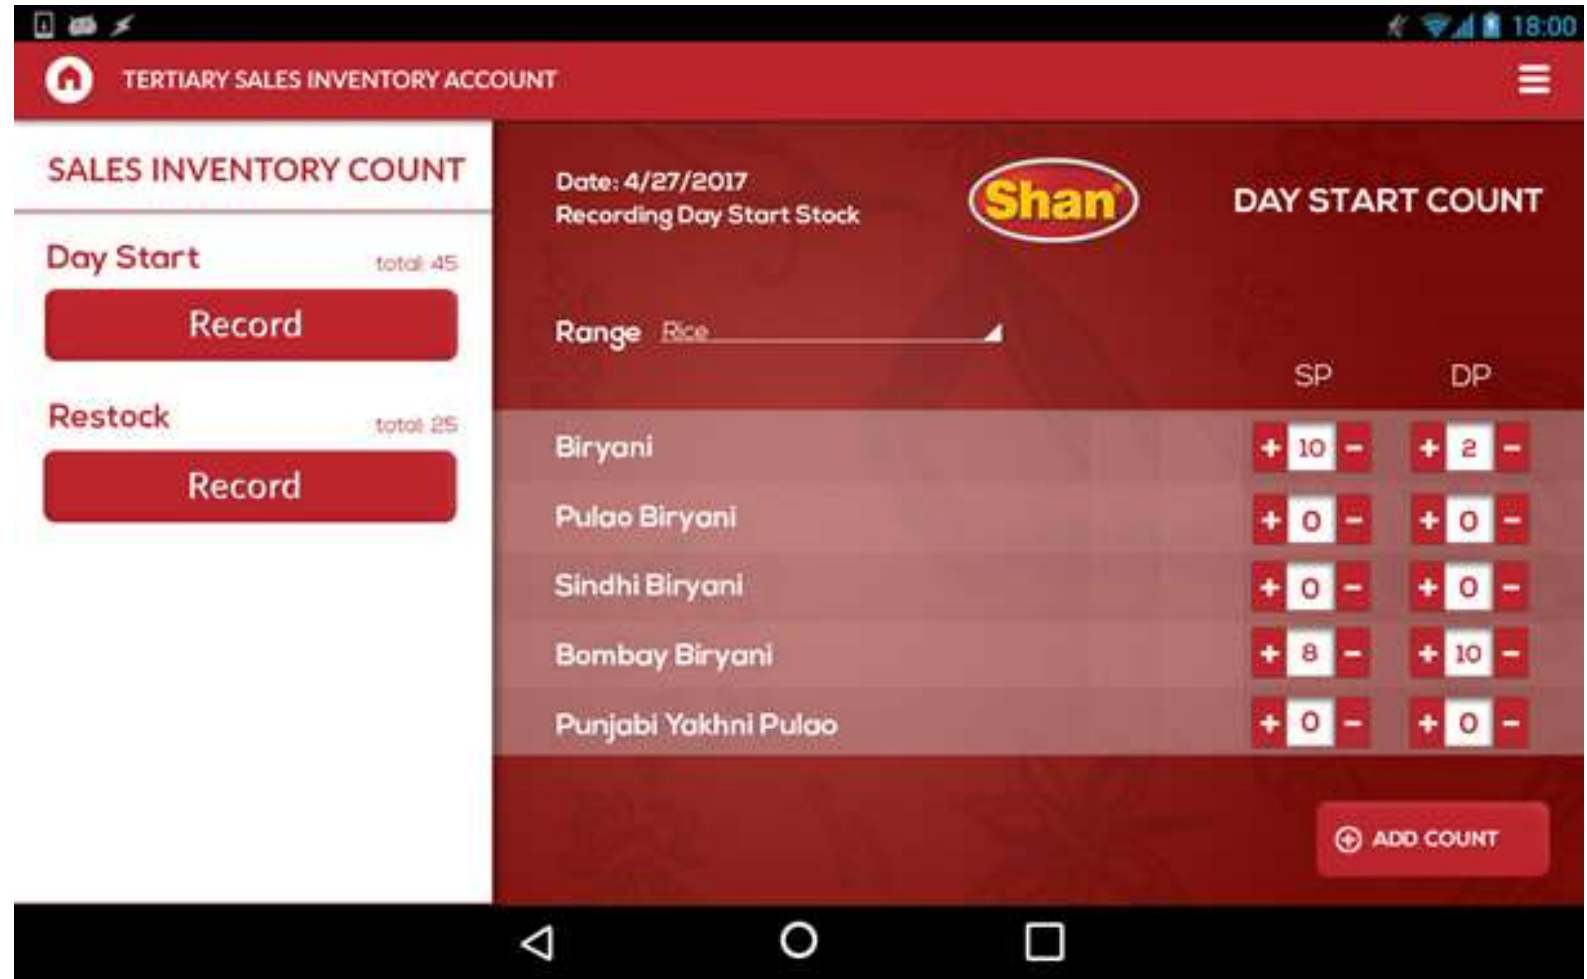 18:00
TERTIARY SALES INVENTORY ACCOUNT
SALES INVENTORY COUNT
Day Start total: 45
Record
Restock total: 25
Record
Date: 4/27/2017
Recording Day Start Stock
Shan
DAY START COUNT
Range Rice
SP DP
Biryani + 10 - + 2 -
Pulao Biryani + 0 - + 0 -
Sindhi Biryani + 0 - + 0 -
Bombay Biryani + 8 - + 10 -
Punjabi Yakhni Pulao + 0 - + 0 -
ADD COUNT